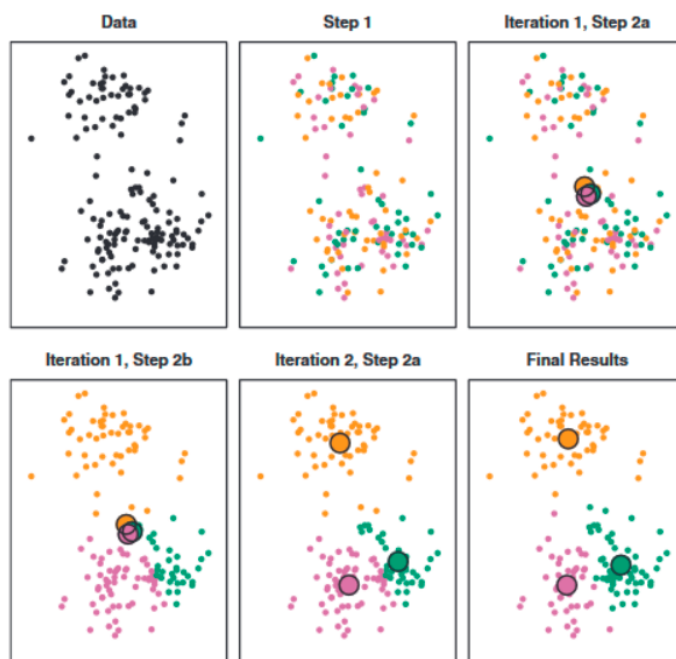 Data
Step 1
Iteration 1, Step 2a
Iteration 1, Step 2b
Iteration 2, Step 2a
Final Results